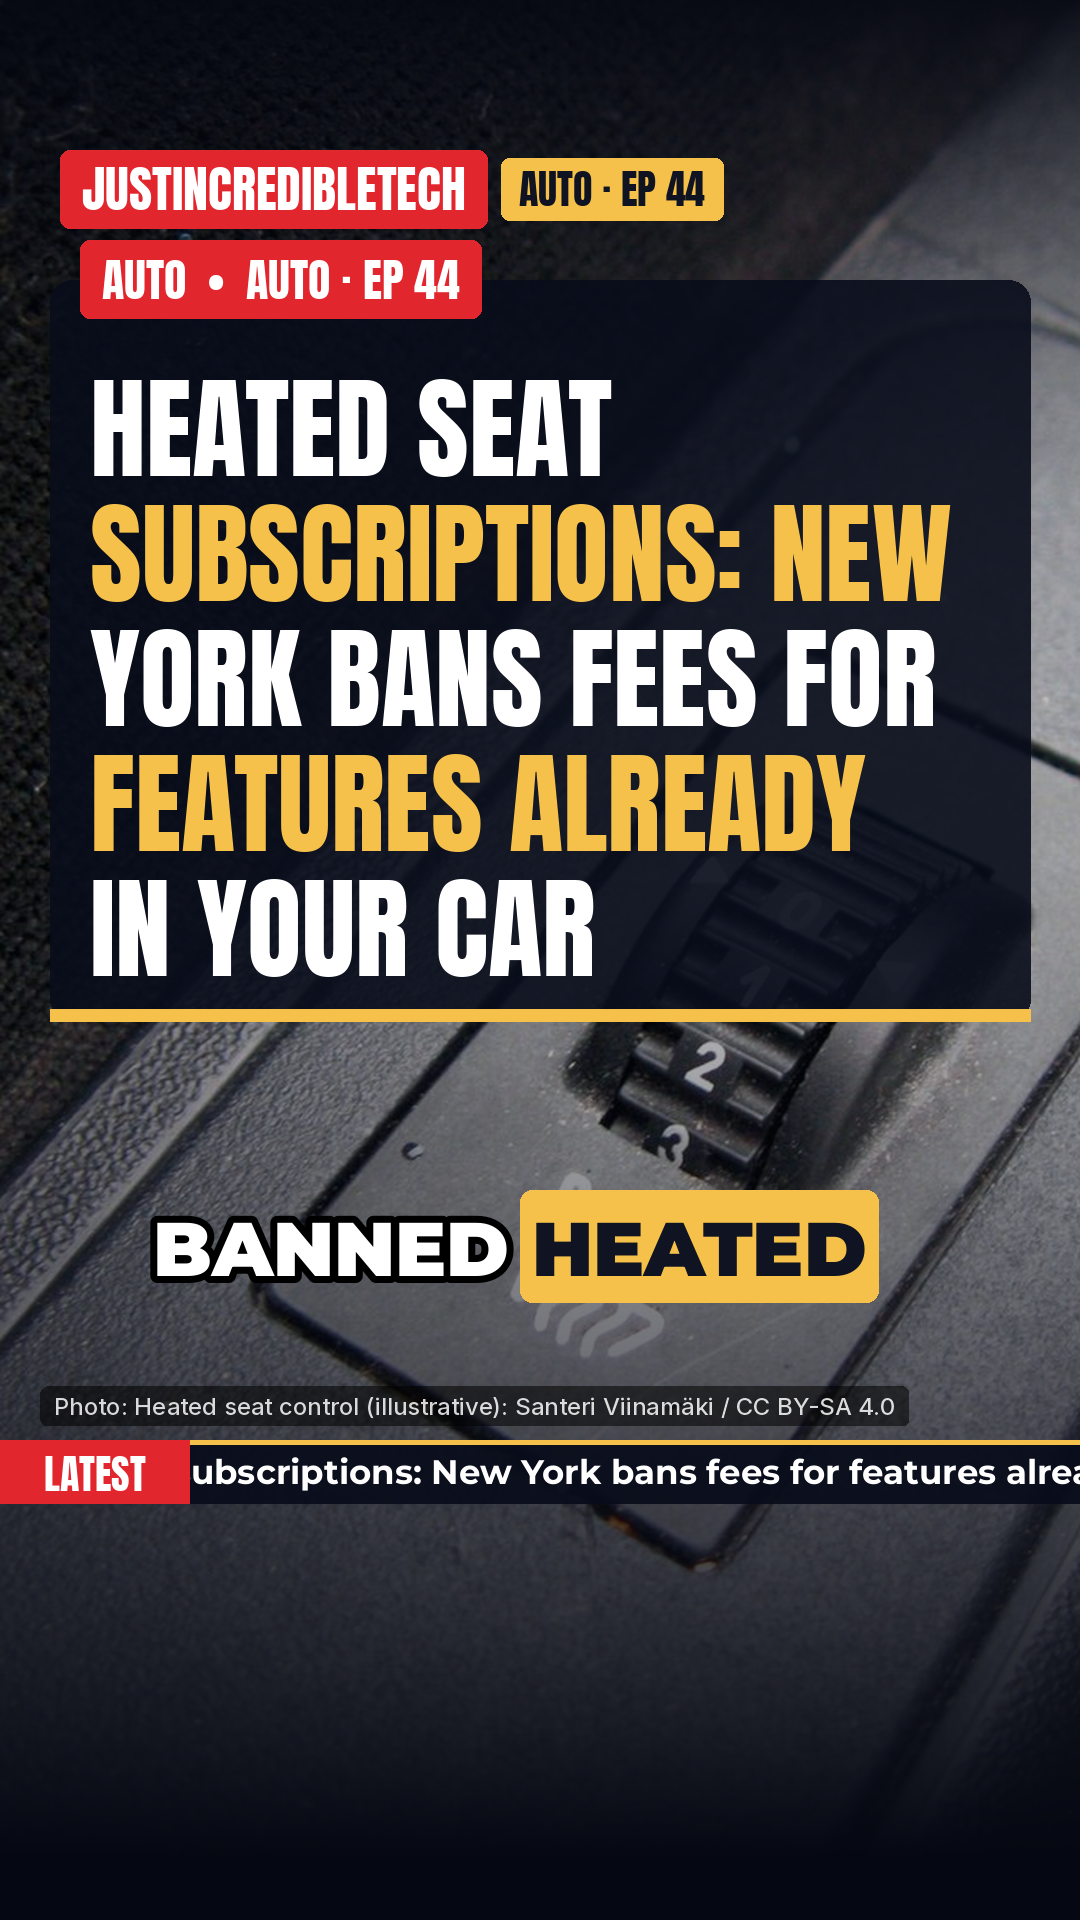 JUSTINCREDIBLETECH
AUTO · EP 44
AUTO • AUTO · EP 44
HEATED SEAT
SUBSCRIPTIONS: NEW
YORK BANS FEES FOR
FEATURES ALREADY
IN YOUR CAR
2
3
BANNED HEATED
Photo: Heated seat control (illustrative): Santeri Viinamäki / CC BY-SA 4.0
LATEST
ubscriptions: New York bans fees for features alrea